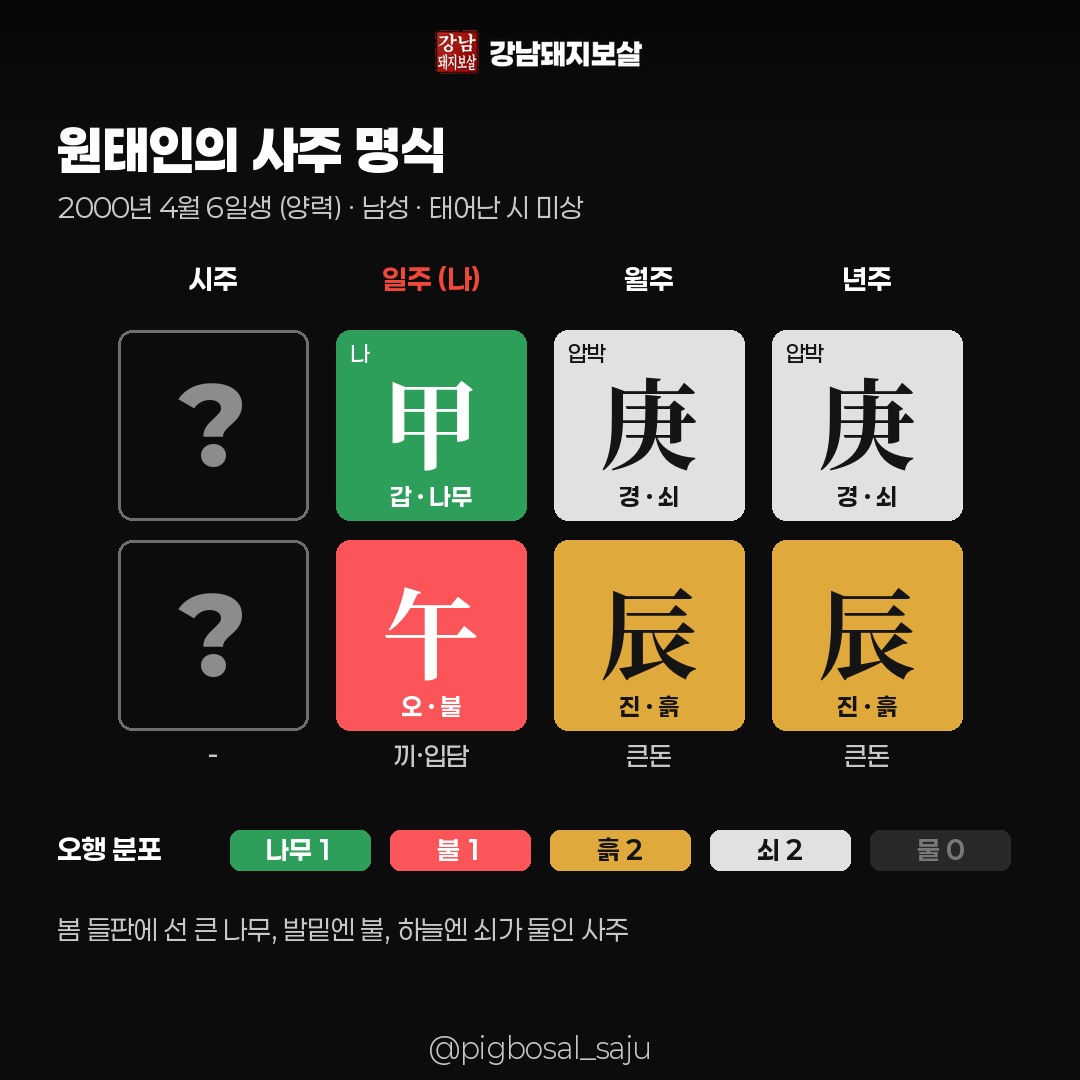 강남
돼지보살
강남돼지보살
원태인의 사주 명식
2000년 4월 6일생 (양력) · 남성 · 태어난 시 미상
시주 일주 (나) 월주 년주
? 나 압박 압박
甲 庚 庚
갑 · 나무 경 · 쇠 경 · 쇠
? 午 辰 辰
오 · 불 진 · 흙 진 · 흙
- 끼·입담 큰돈 큰돈
오행 분포 나무 1 불 1 흙 2 쇠 2 물 0
봄 들판에 선 큰 나무, 발밑엔 불, 하늘엔 쇠가 둘인 사주
@pigbosal_saju